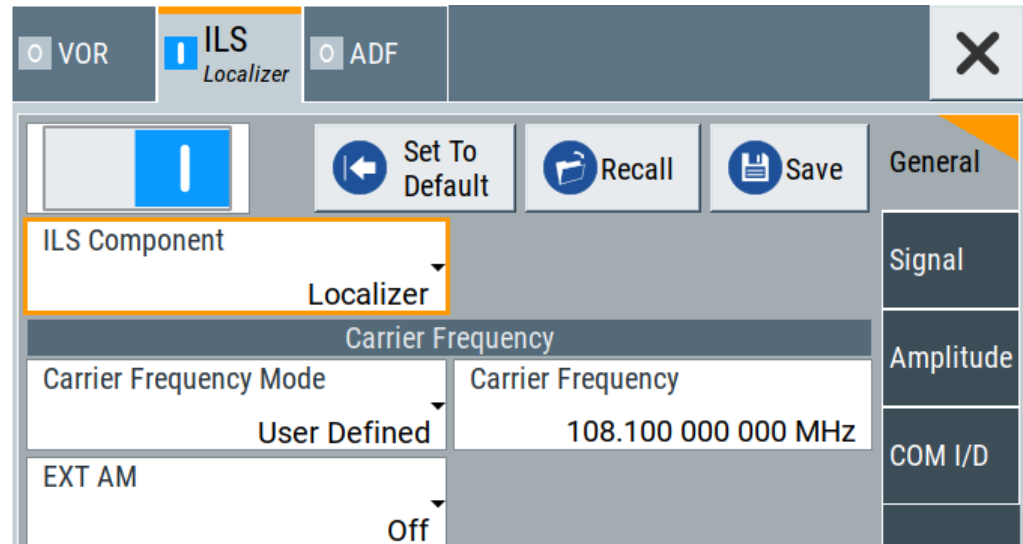 VOR
ILS
Localizer
ADF
Set To
Default
Recall
Save
General
ILS Component
Localizer
Signal
Carrier Frequency
Amplitude
Carrier Frequency Mode
User Defined
Carrier Frequency
108.100 000 000 MHz
COM I/D
EXT AM
Off